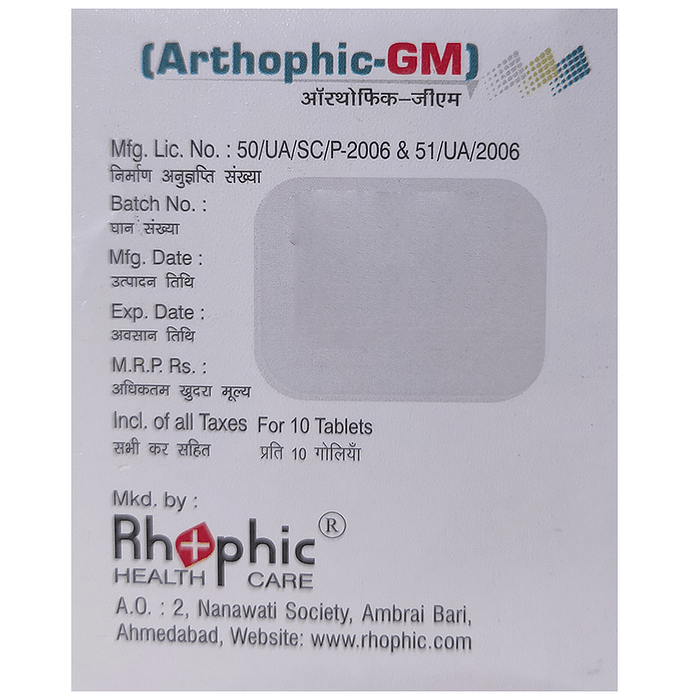 (Arthophic-GM)
ऑरथोफिक-जीएम
Mfg. Lic. No. : 50/UA/SC/P-2006 & 51/UA/2006
निर्माण अनुज्ञप्ति संख्या
Batch No. :
घान संख्या
Mfg. Date :
उत्पादन तिथि
Exp. Date :
अवसान तिथि
M.R.P. Rs. :
अधिकतम खुदरा मूल्य
Incl. of all Taxes For 10 Tablets
सभी कर सहित प्रति 10 गोलियाँ
Mkd. by :
Rhophic ®
HEALTH CARE
A.O. : 2, Nanawati Society, Ambrai Bari,
Ahmedabad, Website: www.rhophic.com